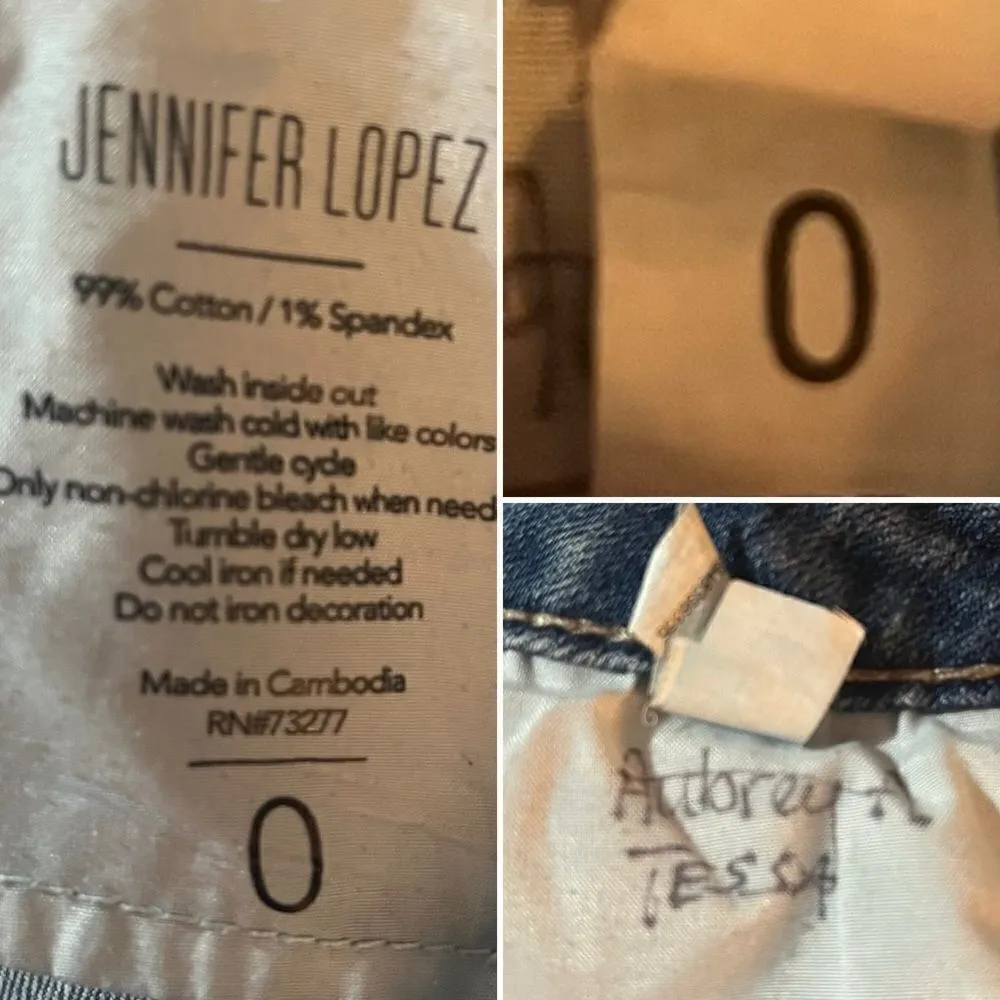 JENNIFER LOPEZ
99% Cotton / 1% Spandex
Wash inside out
Machine wash cold with like colors
Gentle cycle
Only non-chlorine bleach when need
Tumble dry low
Cool iron if needed
Do not iron decoration
Made in Cambodia
RN#73277
0
0
Aubrey A
TESSA